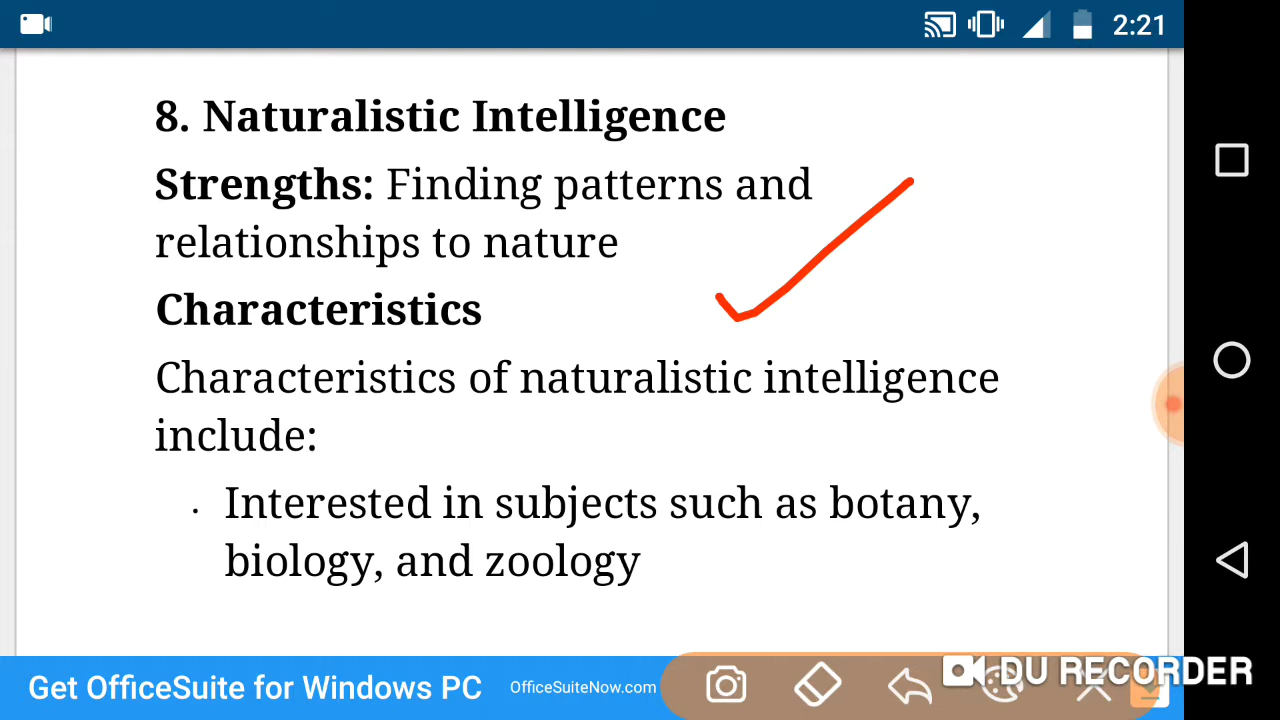 2:21
8. Naturalistic Intelligence
Strengths: Finding patterns and
relationships to nature
Characteristics
Characteristics of naturalistic intelligence
include:
· Interested in subjects such as botany,
biology, and zoology
Get OfficeSuite for Windows PC OfficeSuiteNow.com
DU RECORDER